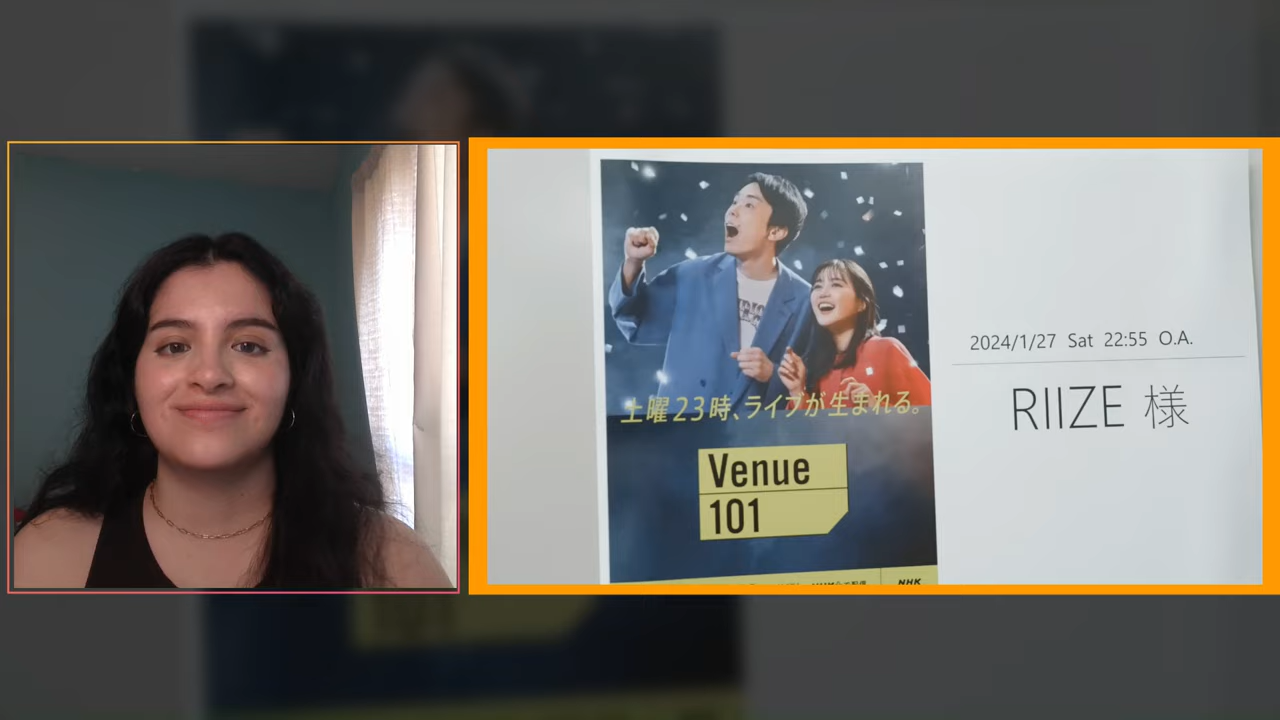 土曜23時、ライブが生まれる。
Venue
101
NHK
2024/1/27 Sat 22:55 O.A.
RIIZE 様